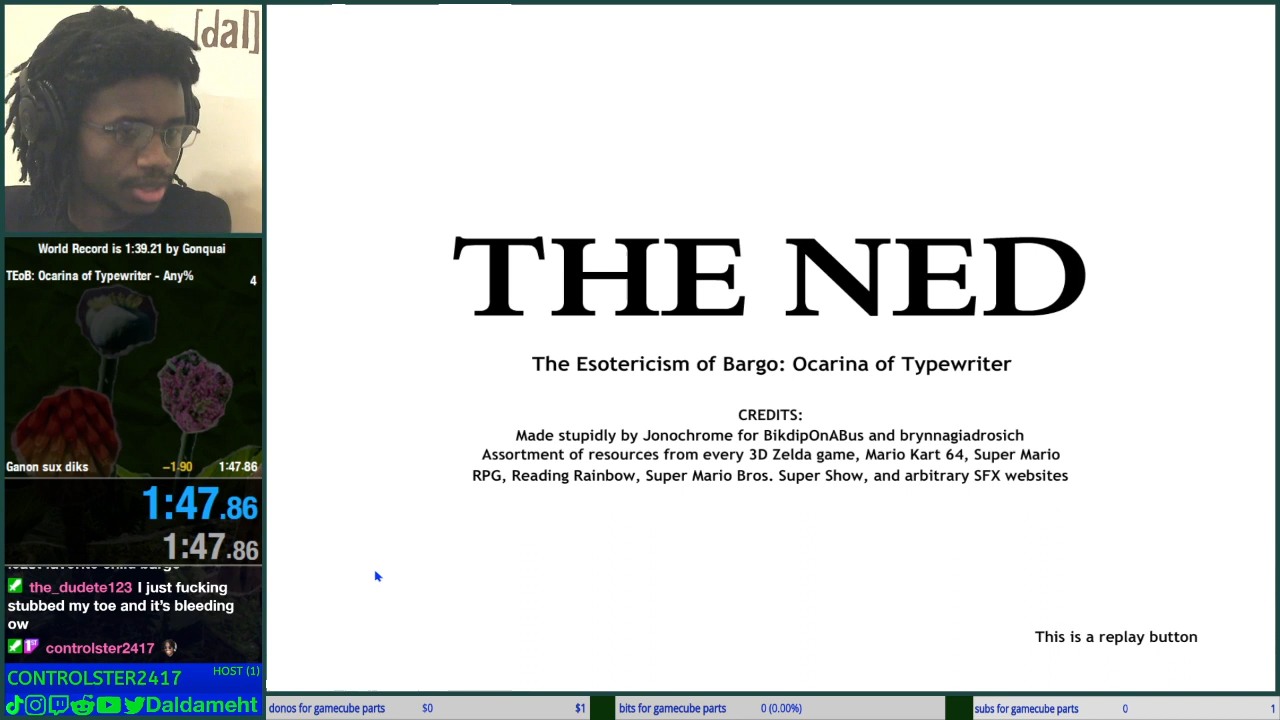 [dal]
World Record is 1:39.21 by Gonquai
TEoB: Ocarina of Typewriter - Any%
4
Ganon sux diks -1.90 1:47.86
1:47.86
1:47.86
the_dudete123 I just fucking
stubbed my toe and it's bleeding
ow
controlster2417
CONTROLSTER2417
HOST (1)
Daldameht
THE NED
The Esotericism of Bargo: Ocarina of Typewriter
CREDITS:
Made stupidly by Jonochrome for BikdipOnABus and brynnagiadrosich
Assortment of resources from every 3D Zelda game, Mario Kart 64, Super Mario
RPG, Reading Rainbow, Super Mario Bros. Super Show, and arbitrary SFX websites
This is a replay button
donos for gamecube parts $0 $1
bits for gamecube parts 0 (0.00%)
subs for gamecube parts 0 1